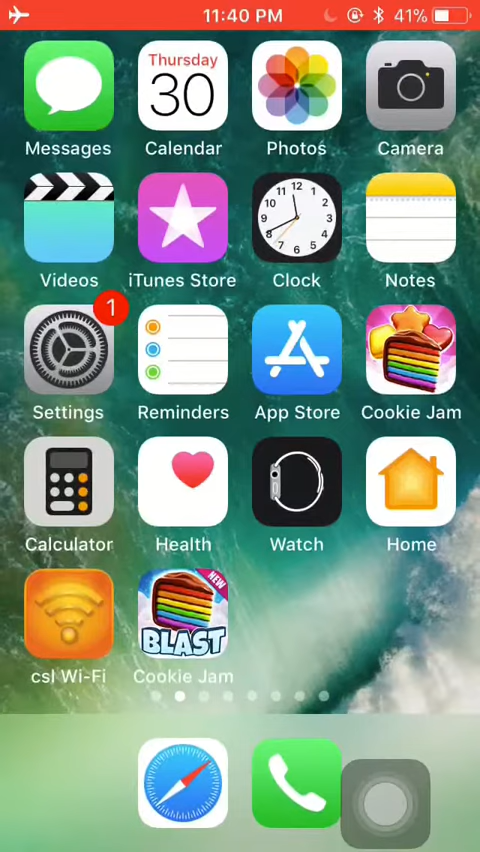 11:40 PM 41%
Thursday
30
Messages Calendar Photos Camera
Videos iTunes Store Clock Notes
1
Settings Reminders App Store Cookie Jam
Calculator Health Watch Home
NEW
BLAST
csl Wi-Fi Cookie Jam